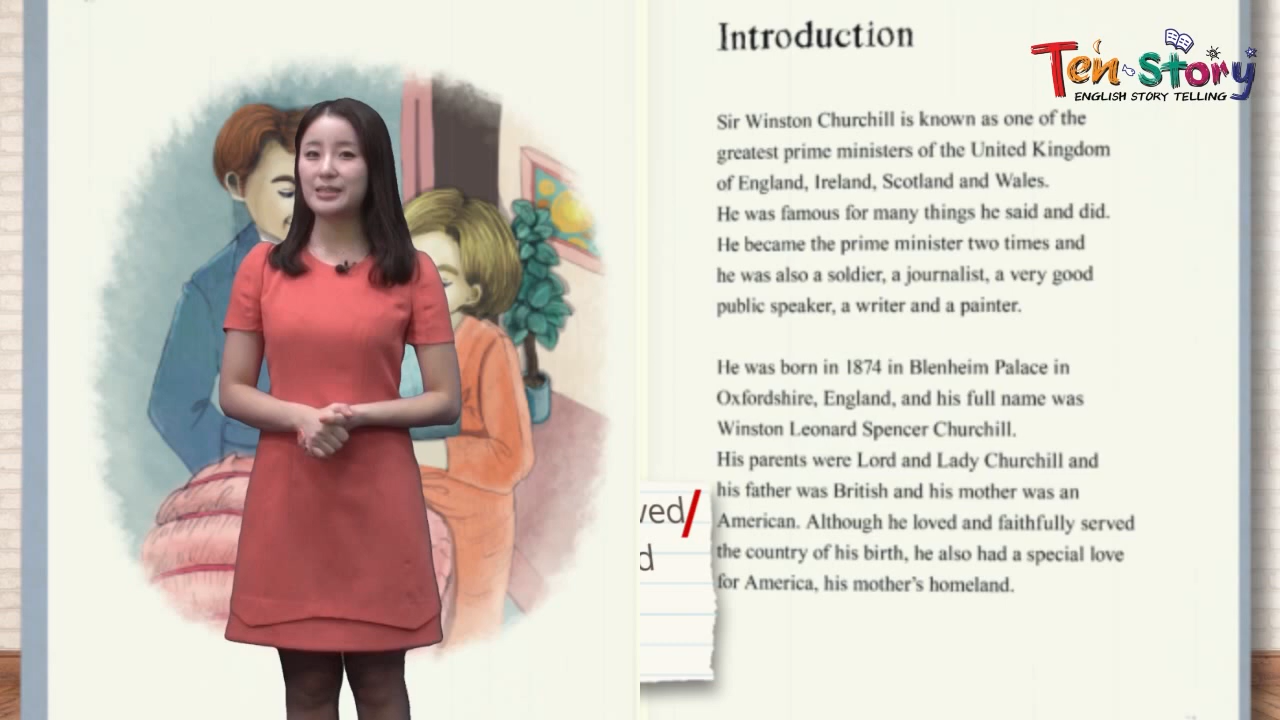 Introduction
Ten Story
ENGLISH STORY TELLING
Sir Winston Churchill is known as one of the
greatest prime ministers of the United Kingdom
of England, Ireland, Scotland and Wales.
He was famous for many things he said and did.
He became the prime minister two times and
he was also a soldier, a journalist, a very good
public speaker, a writer and a painter.
He was born in 1874 in Blenheim Palace in
Oxfordshire, England, and his full name was
Winston Leonard Spencer Churchill.
His parents were Lord and Lady Churchill and
his father was British and his mother was an
American. Although he loved and faithfully served
the country of his birth, he also had a special love
for America, his mother's homeland.